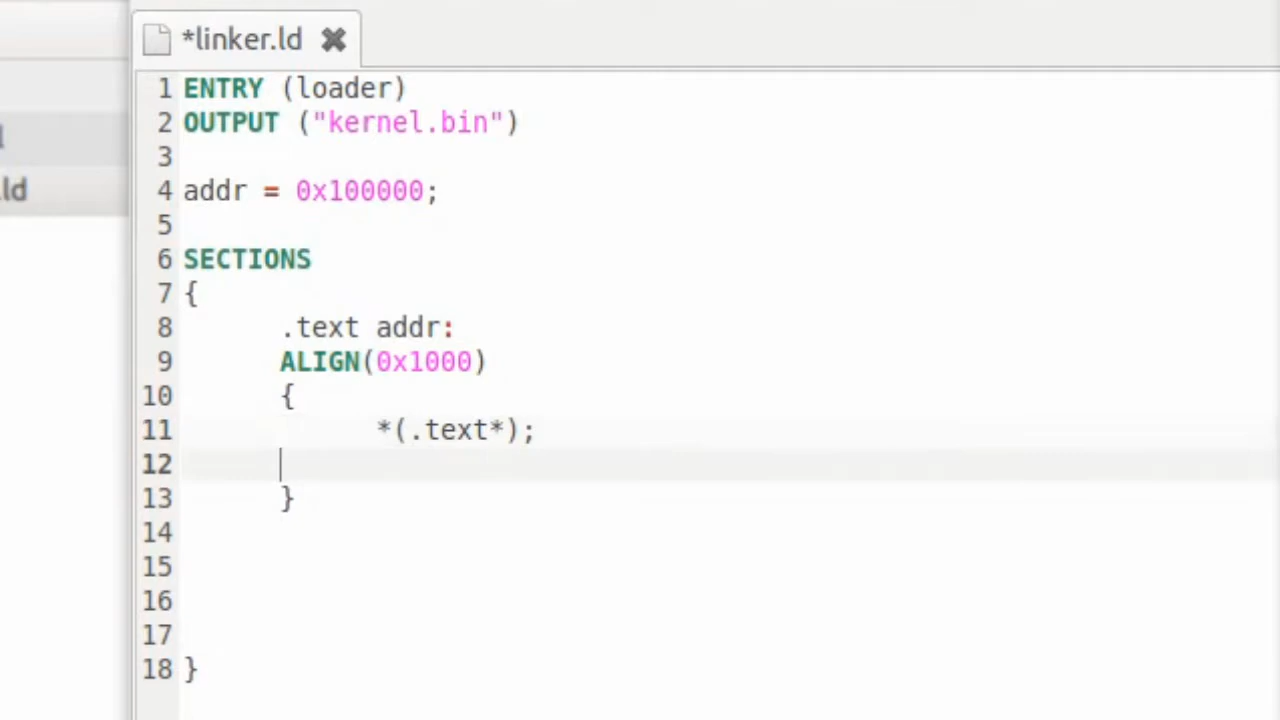 *linker.ld
.ld
1 ENTRY (loader)
2 OUTPUT ("kernel.bin")
3
4 addr = 0x100000;
5
6 SECTIONS
7 {
8 .text addr:
9 ALIGN(0x1000)
10 {
11 *(.text*);
12
13 }
14
15
16
17
18 }